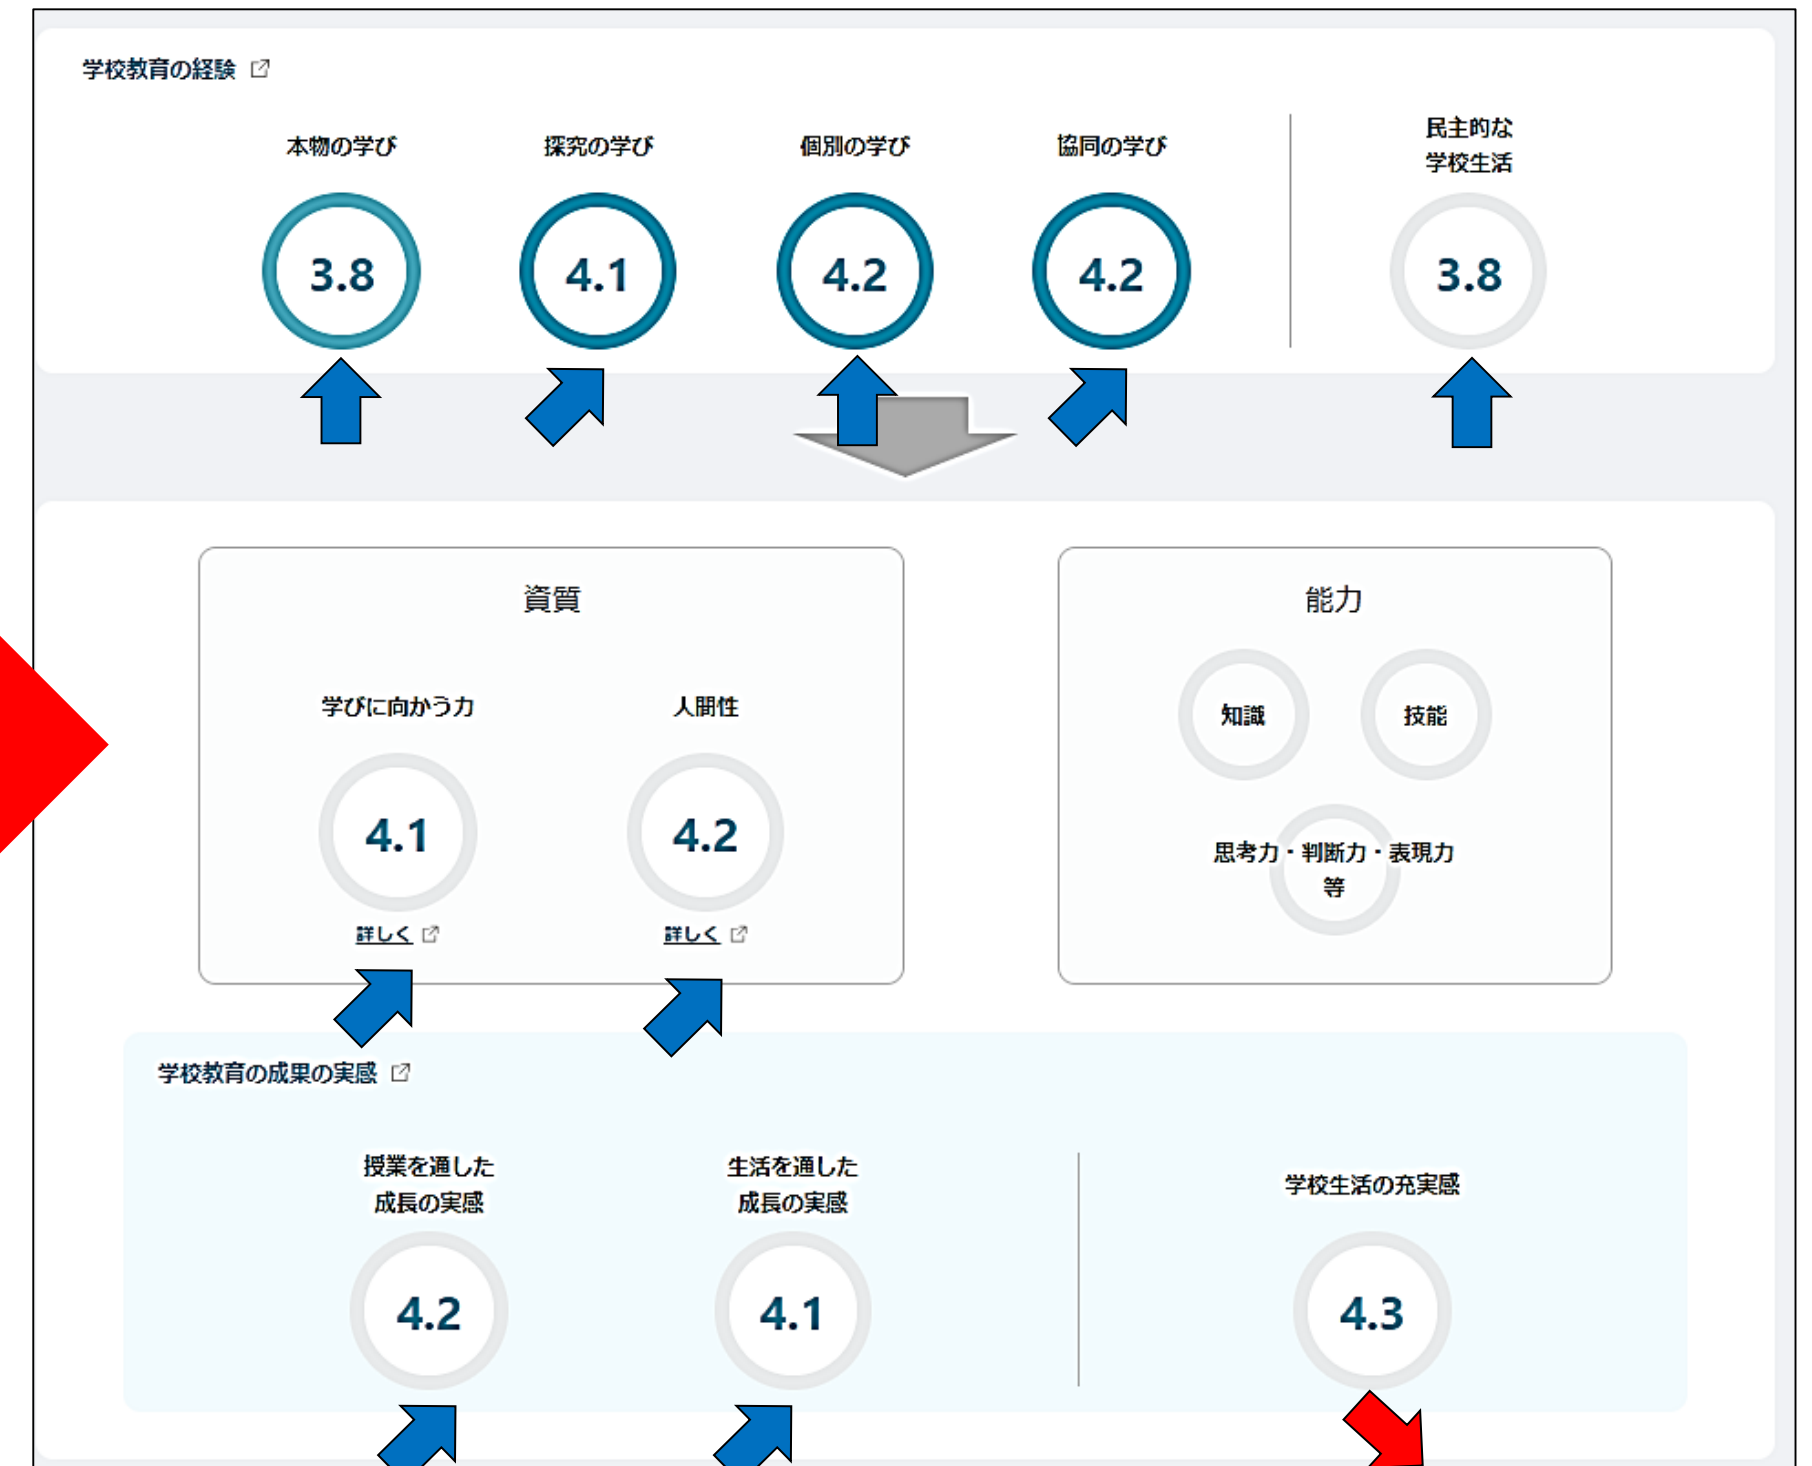 学校教育の経験
本物の学び
探究の学び
個別の学び
協同の学び
民主的な
学校生活
3.8
4.1
4.2
4.2
3.8
資質
能力
学びに向かう力
人間性
知識
技能
4.1
4.2
思考力・判断力・表現力
等
詳しく
詳しく
学校教育の成果の実感
授業を通した
成長の実感
生活を通した
成長の実感
学校生活の充実感
4.2
4.1
4.3